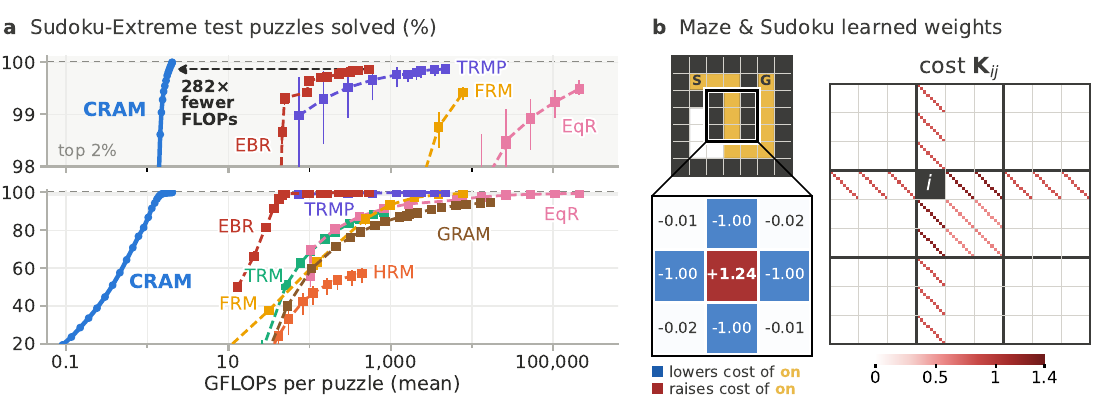 a Sudoku-Extreme test puzzles solved (%)
100
99
98
CRAM
282×
fewer
FLOPs
top 2%
EBR
TRMP
FRM
EqR
100
80
60
40
20
EBR
CRAM
TRM
FRM
TRMP
GRAM
HRM
EqR
0.1
10
1,000
100,000
GFLOPs per puzzle (mean)
b Maze & Sudoku learned weights
S G
-0.01 -1.00 -0.02
-1.00 +1.24 -1.00
-0.02 -1.00 -0.01
lowers cost of on
raises cost of on
cost Kij
i
0 0.5 1 1.4